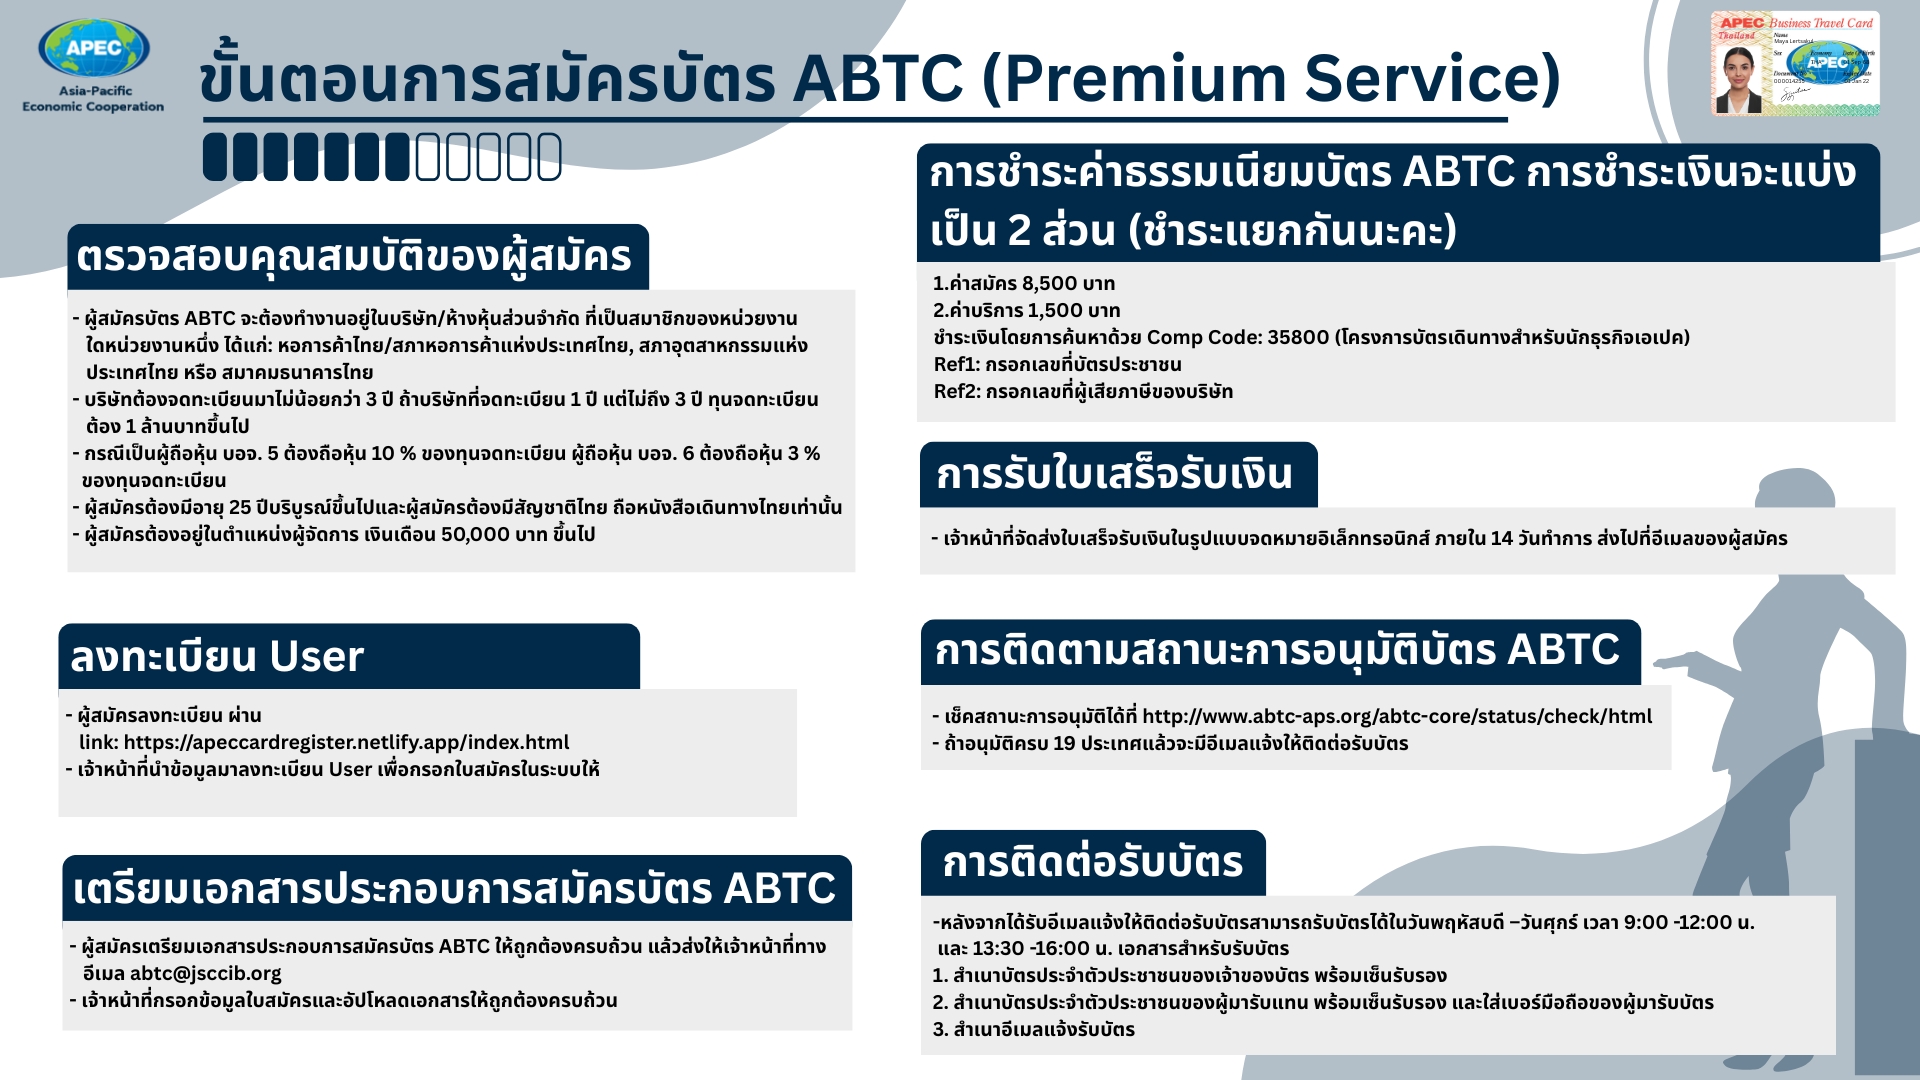 APEC
Asia-Pacific
Economic Cooperation
ขั้นตอนการสมัครบัตร ABTC (Premium Service)
APEC Business Travel Card
Thailand
Name
Maya Lertsakul
Sex
APEC
ตรวจสอบคุณสมบัติของผู้สมัคร
- ผู้สมัครบัตร ABTC จะต้องทำงานอยู่ในบริษัท/ห้างหุ้นส่วนจำกัด ที่เป็นสมาชิกของหน่วยงาน
ใดหน่วยงานหนึ่ง ได้แก่: หอการค้าไทย/สภาหอการค้าแห่งประเทศไทย, สภาอุตสาหกรรมแห่ง
ประเทศไทย หรือ สมาคมธนาคารไทย
- บริษัทต้องจดทะเบียนมาไม่น้อยกว่า 3 ปี ถ้าบริษัทที่จดทะเบียน 1 ปี แต่ไม่ถึง 3 ปี ทุนจดทะเบียน
ต้อง 1 ล้านบาทขึ้นไป
- กรณีเป็นผู้ถือหุ้น บอจ. 5 ต้องถือหุ้น 10 % ของทุนจดทะเบียน ผู้ถือหุ้น บอจ. 6 ต้องถือหุ้น 3 %
ของทุนจดทะเบียน
- ผู้สมัครต้องมีอายุ 25 ปีบริบูรณ์ขึ้นไปและผู้สมัครต้องมีสัญชาติไทย ถือหนังสือเดินทางไทยเท่านั้น
- ผู้สมัครต้องอยู่ในตำแหน่งผู้จัดการ เงินเดือน 50,000 บาท ขึ้นไป
ลงทะเบียน User
- ผู้สมัครลงทะเบียน ผ่าน
link: https://apeccardregister.netlify.app/index.html
- เจ้าหน้าที่นำข้อมูลมาลงทะเบียน User เพื่อกรอกใบสมัครในระบบให้
เตรียมเอกสารประกอบการสมัครบัตร ABTC
- ผู้สมัครเตรียมเอกสารประกอบการสมัครบัตร ABTC ให้ถูกต้องครบถ้วน แล้วส่งให้เจ้าหน้าที่ทาง
อีเมล abtc@jsccib.org
- เจ้าหน้าที่กรอกข้อมูลใบสมัครและอัปโหลดเอกสารให้ถูกต้องครบถ้วน
การชำระค่าธรรมเนียมบัตร ABTC การชำระเงินจะแบ่ง
เป็น 2 ส่วน (ชำระแยกกันนะคะ)
1.ค่าสมัคร 8,500 บาท
2.ค่าบริการ 1,500 บาท
ชำระเงินโดยการค้นหาด้วย Comp Code: 35800 (โครงการบัตรเดินทางสำหรับนักธุรกิจเอเปค)
Ref1: กรอกเลขที่บัตรประชาชน
Ref2: กรอกเลขที่ผู้เสียภาษีของบริษัท
การรับใบเสร็จรับเงิน
- เจ้าหน้าที่จัดส่งใบเสร็จรับเงินในรูปแบบจดหมายอิเล็กทรอนิกส์ ภายใน 14 วันทำการ ส่งไปที่อีเมลของผู้สมัคร
การติดตามสถานะการอนุมัติบัตร ABTC
- เช็คสถานะการอนุมัติได้ที่ http://www.abtc-aps.org/abtc-core/status/check/html
- ถ้าอนุมัติครบ 19 ประเทศแล้วจะมีอีเมลแจ้งให้ติดต่อรับบัตร
การติดต่อรับบัตร
-หลังจากได้รับอีเมลแจ้งให้ติดต่อรับบัตรสามารถรับบัตรได้ในวันพฤหัสบดี –วันศุกร์ เวลา 9:00 -12:00 น.
และ 13:30 -16:00 น. เอกสารสำหรับรับบัตร
1. สำเนาบัตรประจำตัวประชาชนของเจ้าของบัตร พร้อมเซ็นรับรอง
2. สำเนาบัตรประจำตัวประชาชนของผู้มารับแทน พร้อมเซ็นรับรอง และใส่เบอร์มือถือของผู้มารับบัตร
3. สำเนาอีเมลแจ้งรับบัตร